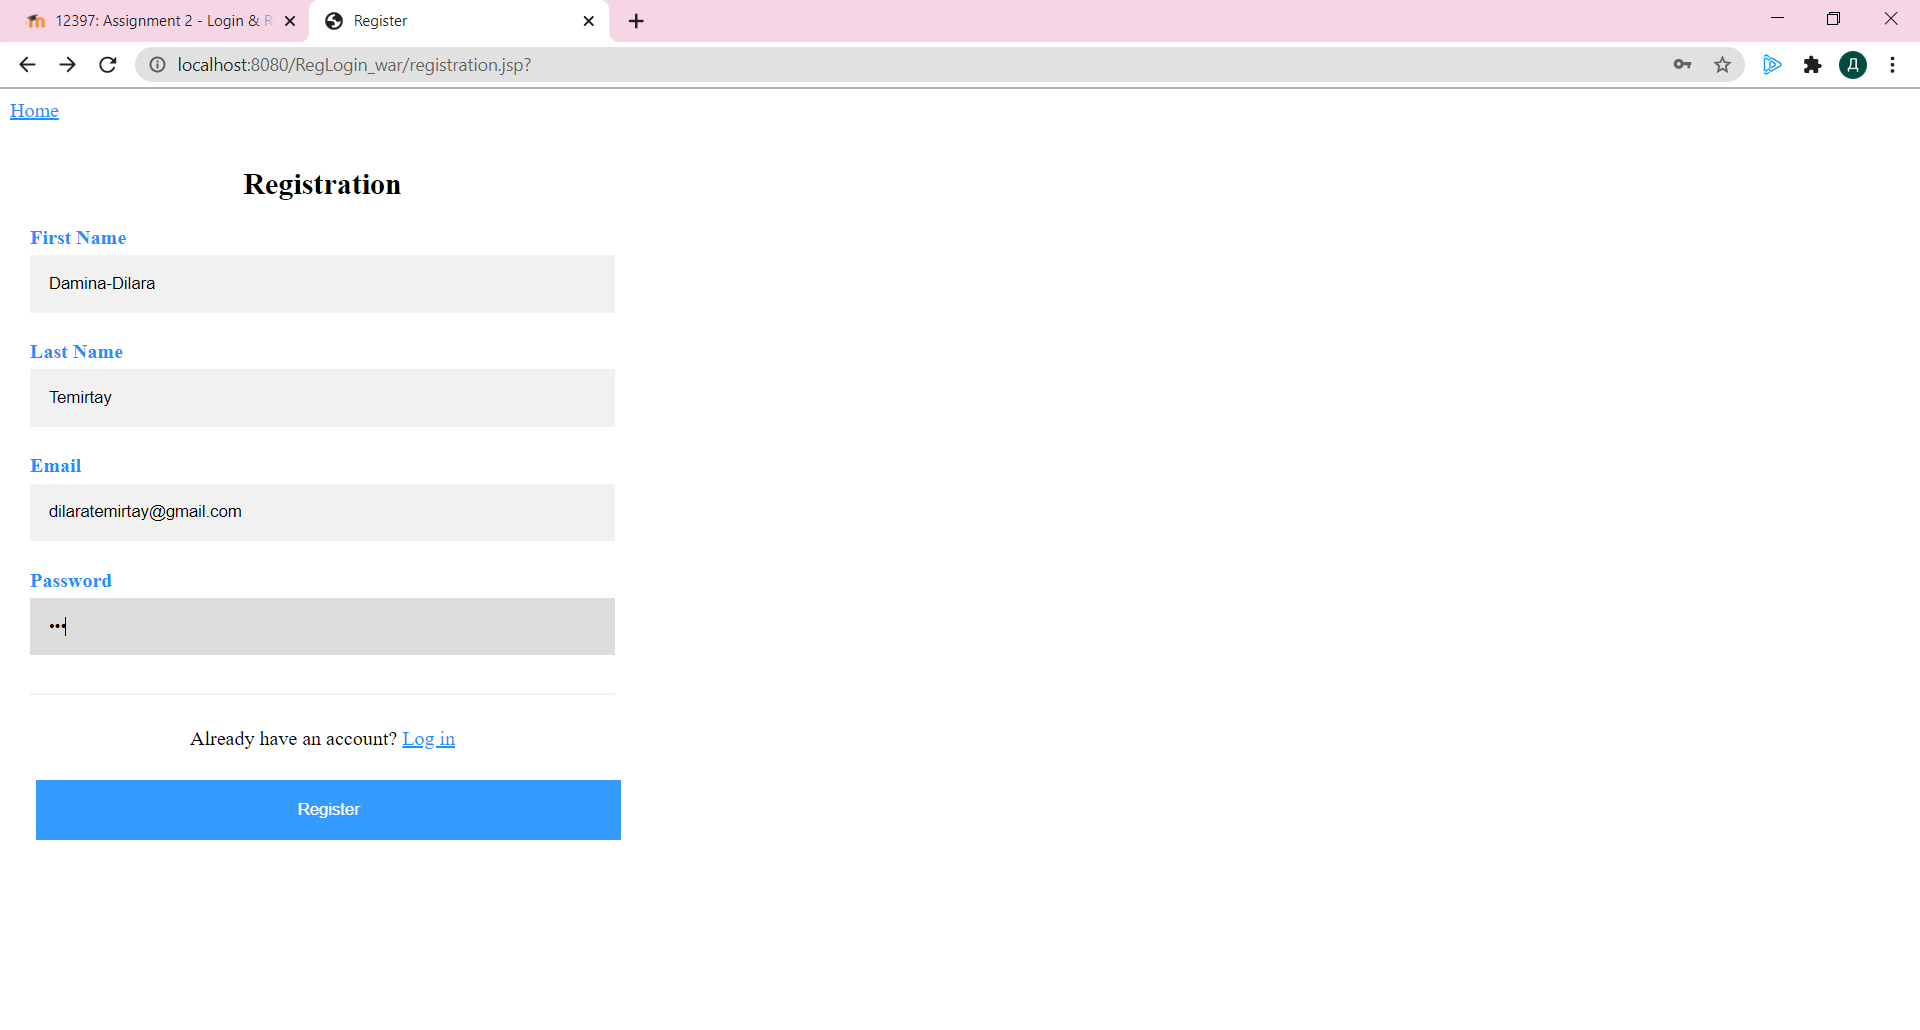 12397: Assignment 2 - Login & R
Register
localhost:8080/RegLogin_war/registration.jsp?
Д
Home
Registration
First Name
Damina-Dilara
Last Name
Temirtay
Email
dilaratemirtay@gmail.com
Password
•••
Already have an account? Log in
Register